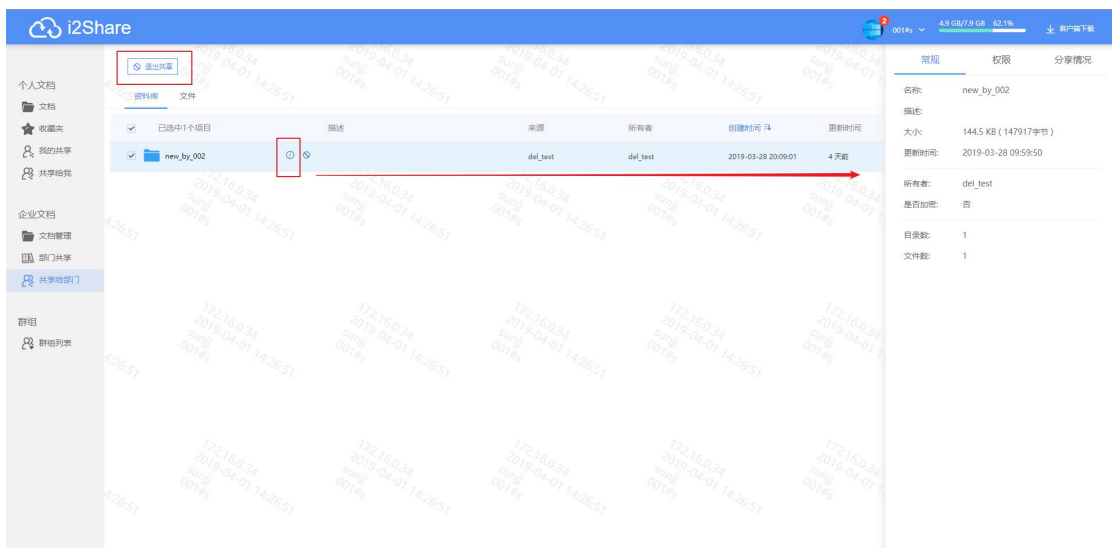 i2Share
2
001#s
4.9 GB/7.9 GB 62.1%
客户端下载
个人文档
文档
收藏夹
我的共享
共享给我
企业文档
文档管理
部门共享
共享给部门
群组
群组列表
退出共享
资料库 文件
已选中1个项目 描述 来源 所有者 创建时间 更新时间
new_by_002 del_test del_test 2019-03-28 20:09:01 4 天前
常规 权限 分享情况
名称: new_by_002
描述:
大小: 144.5 KB ( 147917字节 )
更新时间: 2019-03-28 09:59:50
所有者: del_test
是否加密: 否
目录数: 1
文件数: 1
172.16.0.34
2019-04-01 14:26:51
sunjj
001#s